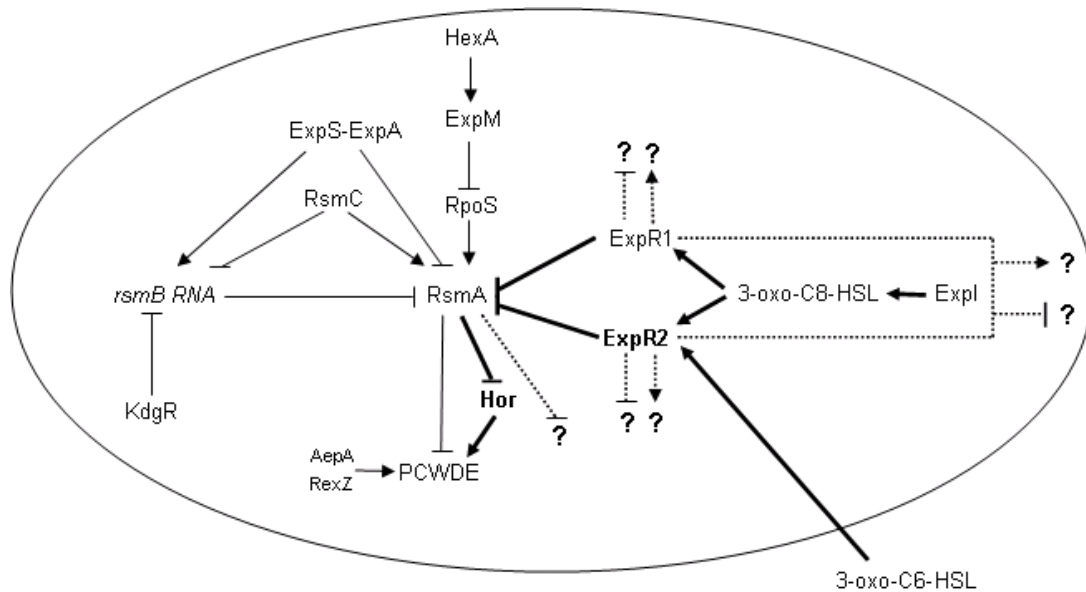 HexA
ExpM
ExpS-ExpA
? ?
RsmC
RpoS
ExpR1
?
rsmB RNA
RsmA
3-oxo-C8-HSL
ExpI
?
ExpR2
Hor
KdgR
? ?
?
AepA
PCWDE
RexZ
3-oxo-C6-HSL